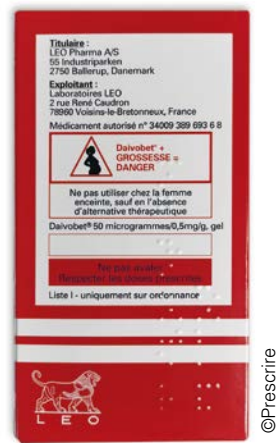 Titulaire :
LEO Pharma A/S
55 Industriparken
2750 Ballerup, Danemark
Exploitant :
Laboratoires LEO
2 rue René Caudron
78960 Voisins-le-Bretonneux, France
Médicament autorisé n° 34009 389 693 6 8
Daivobet® +
GROSSESSE =
DANGER
Ne pas utiliser chez la femme
enceinte, sauf en l'absence
d'alternative thérapeutique
Daivobet® 50 microgrammes/0,5mg/g, gel
Ne pas avaler
Respecter les doses prescrites
Liste I - uniquement sur ordonnance
LEO
©Prescrire